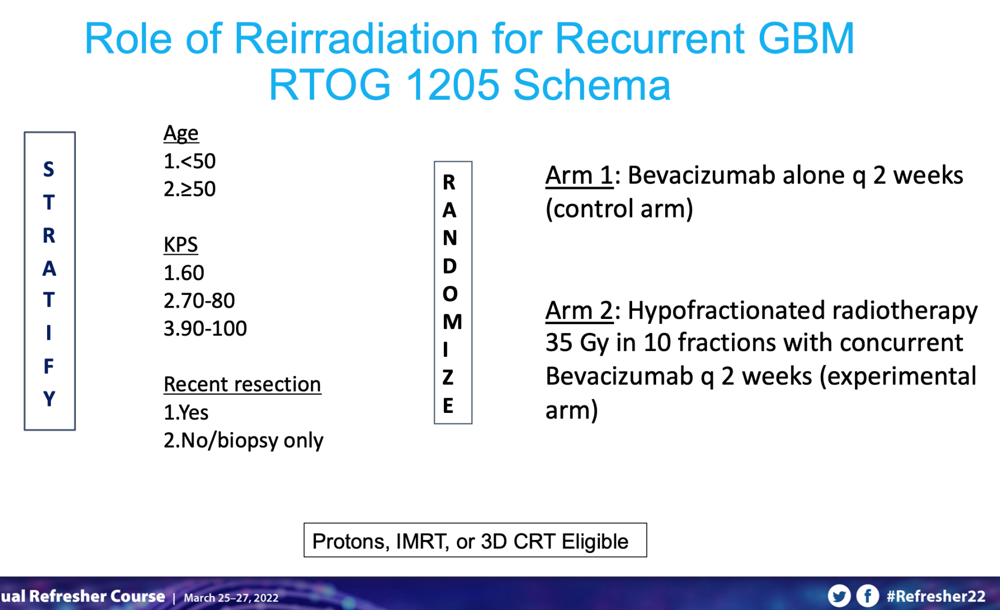 Role of Reirradiation for Recurrent GBM
RTOG 1205 Schema
S
T
R
A
T
I
F
Y
Age
1.<50
2.≥50
KPS
1.60
2.70-80
3.90-100
Recent resection
1.Yes
2.No/biopsy only
R
A
N
D
O
M
I
Z
E
Arm 1: Bevacizumab alone q 2 weeks
(control arm)
Arm 2: Hypofractionated radiotherapy
35 Gy in 10 fractions with concurrent
Bevacizumab q 2 weeks (experimental
arm)
Protons, IMRT, or 3D CRT Eligible
ual Refresher Course | March 25–27, 2022
#Refresher22